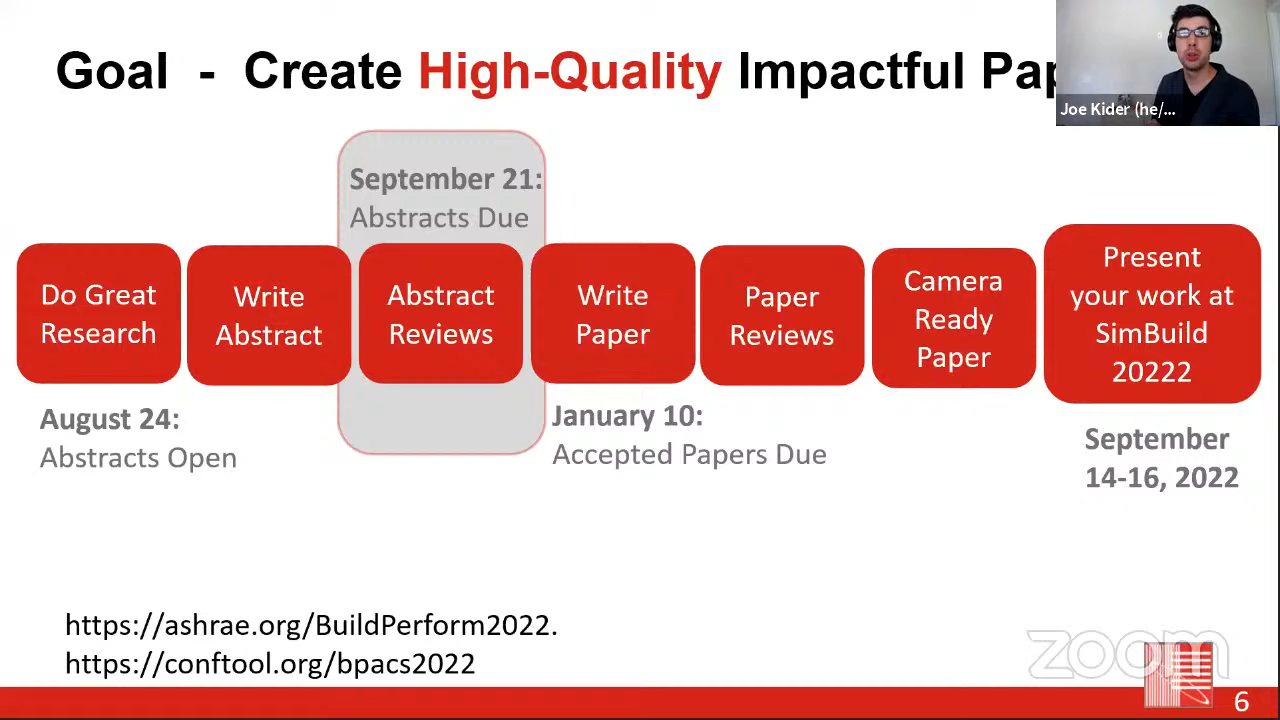 Goal - Create High-Quality Impactful Pap
Joe Kider (he/...
September 21:
Abstracts Due
Do Great
Research
Write
Abstract
Abstract
Reviews
Write
Paper
Paper
Reviews
Camera
Ready
Paper
Present
your work at
SimBuild
20222
August 24:
Abstracts Open
January 10:
Accepted Papers Due
September
14-16, 2022
https://ashrae.org/BuildPerform2022.
https://conftool.org/bpacs2022
zoom
6